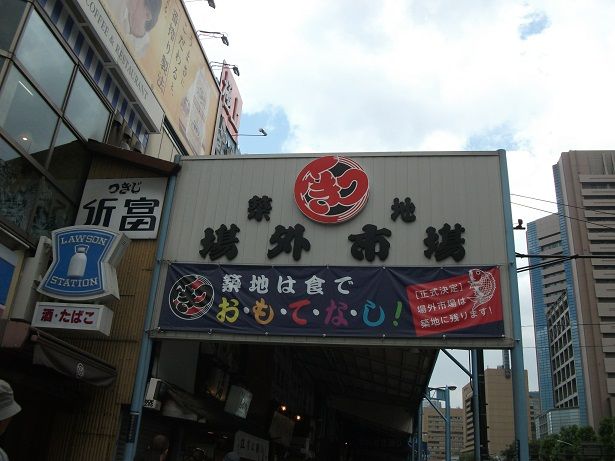 COFFEE & RESTAURANT
築地
場外市場
築地は食で
お・も・て・な・し!
【正式決定】
場外市場は
築地に残ります!
つきじ
近富
LAWSON
STATION
酒・たばこ